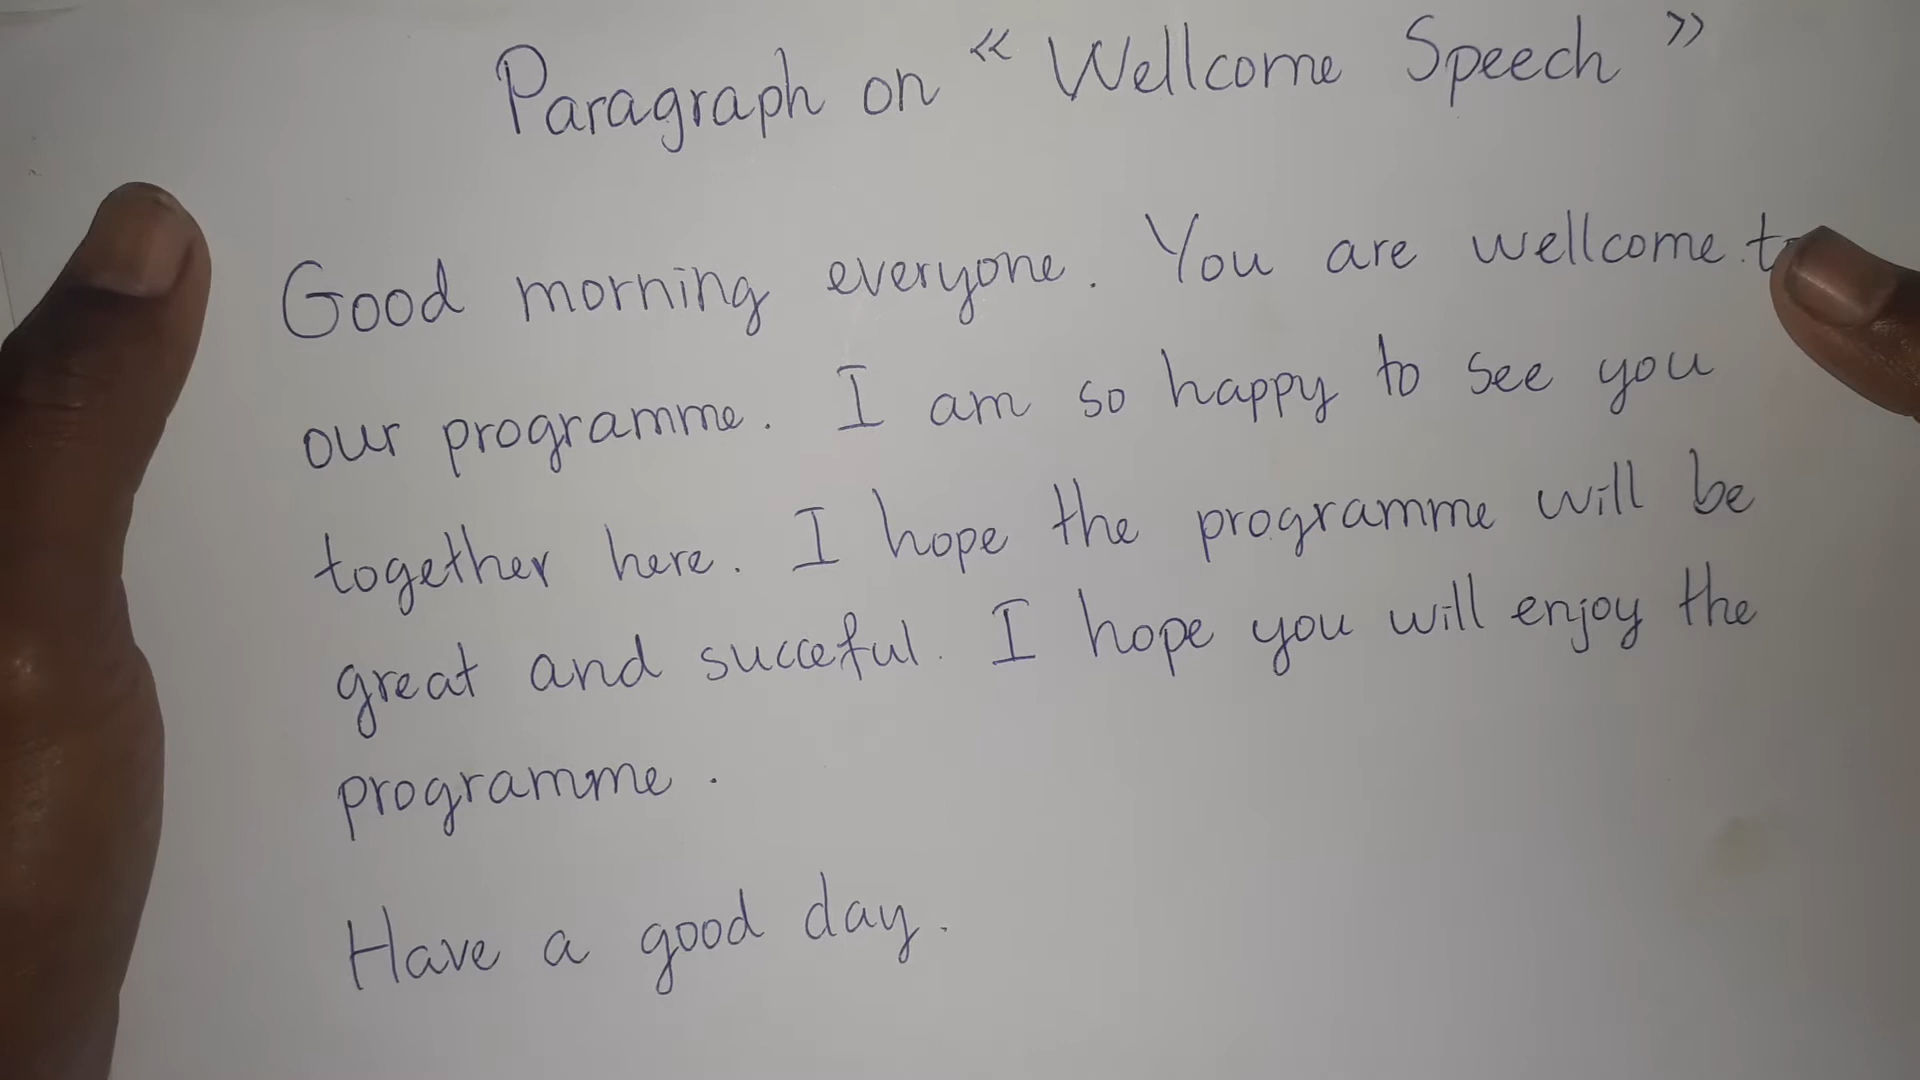 Paragraph on « Wellcome Speech »
Good morning everyone. You are wellcome to
our programme. I am so happy to see you
together here. I hope the programme will be
great and succeful. I hope you will enjoy the
programme.
Have a good day.